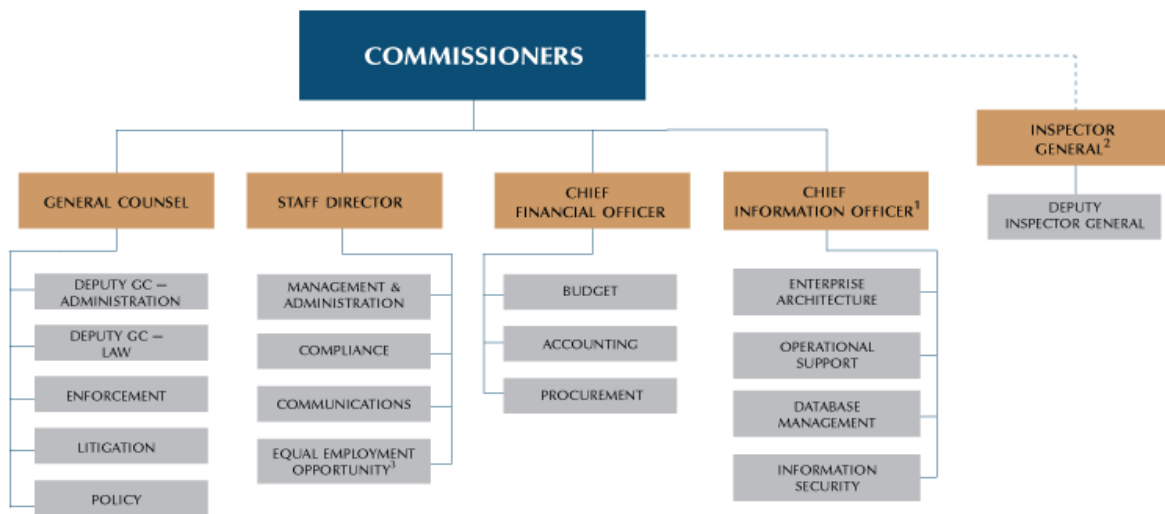 COMMISSIONERS
INSPECTOR
GENERAL²
DEPUTY
INSPECTOR GENERAL
GENERAL COUNSEL
DEPUTY GC —
ADMINISTRATION
DEPUTY GC —
LAW
ENFORCEMENT
LITIGATION
POLICY
STAFF DIRECTOR
MANAGEMENT &
ADMINISTRATION
COMPLIANCE
COMMUNICATIONS
EQUAL EMPLOYMENT
OPPORTUNITY³
CHIEF
FINANCIAL OFFICER
BUDGET
ACCOUNTING
PROCUREMENT
CHIEF
INFORMATION OFFICER¹
ENTERPRISE
ARCHITECTURE
OPERATIONAL
SUPPORT
DATABASE
MANAGEMENT
INFORMATION
SECURITY